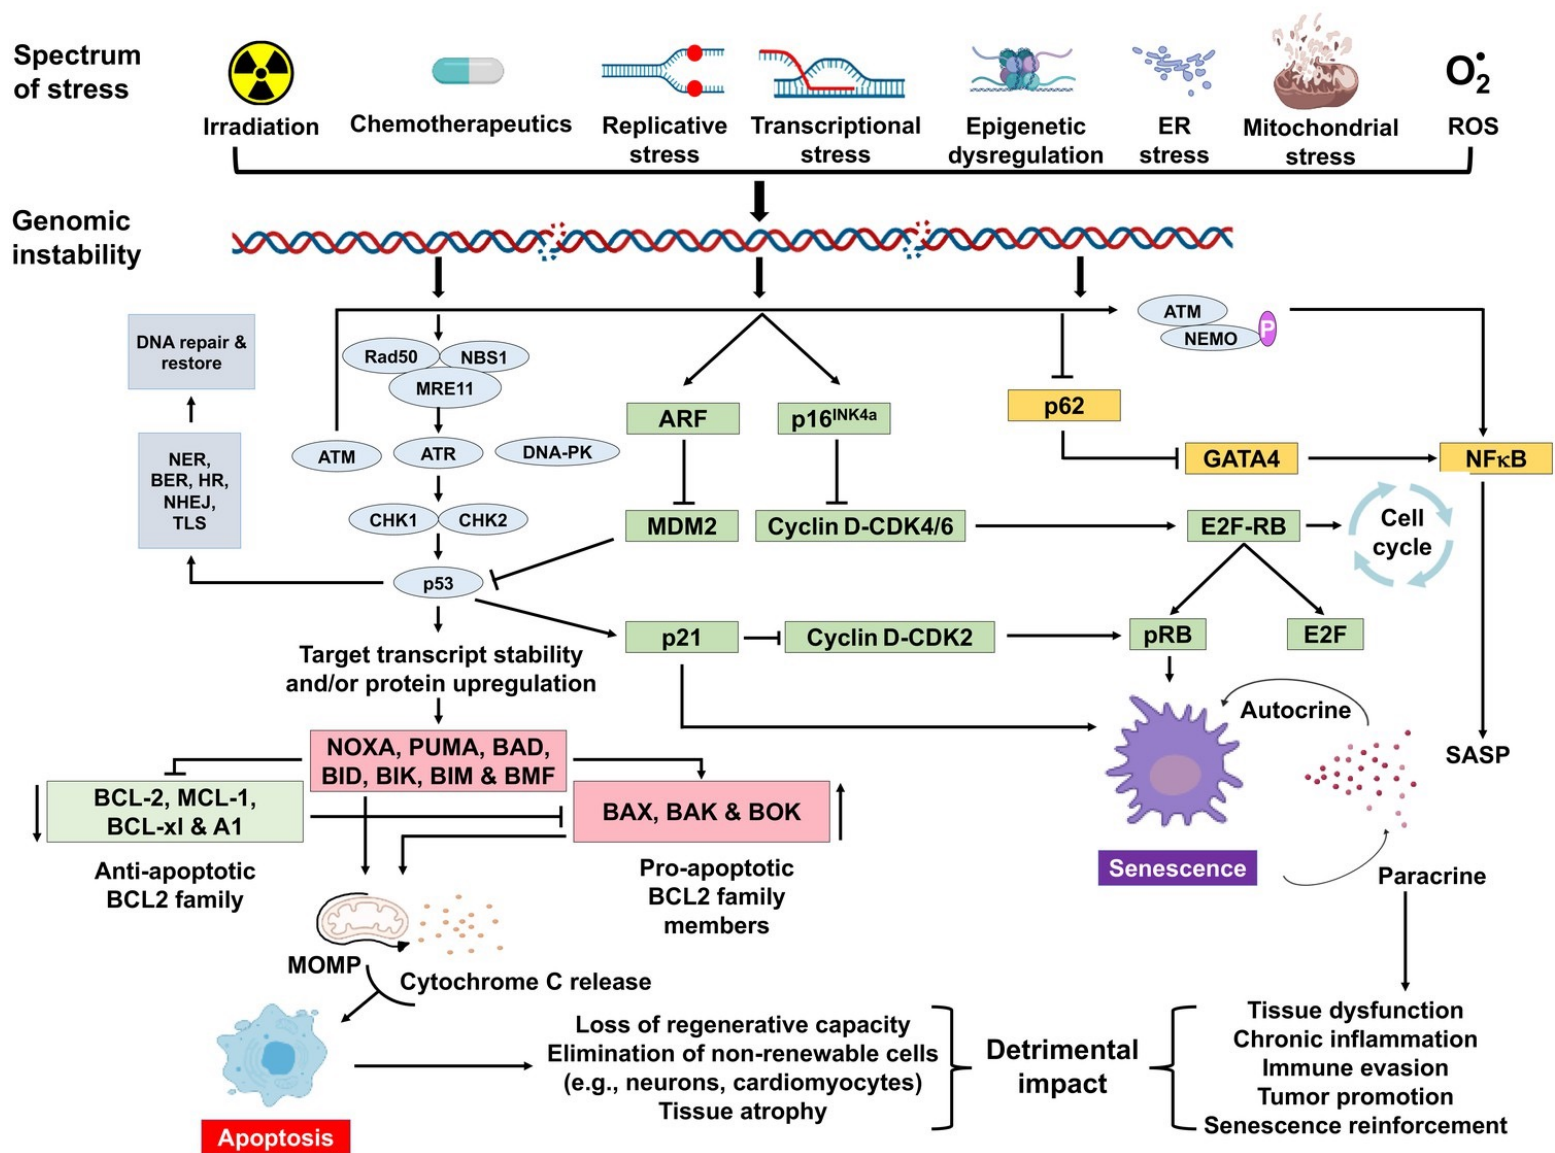 Spectrum
of stress
Irradiation
Chemotherapeutics
Replicative
stress
Transcriptional
stress
Epigenetic
dysregulation
ER
stress
Mitochondrial
stress
O₂•
ROS
Genomic
instability
DNA repair &
restore
NER,
BER, HR,
NHEJ,
TLS
Rad50
NBS1
MRE11
ATM
ATR
DNA-PK
CHK1
CHK2
p53
ARF
p16INK4a
MDM2
Cyclin D-CDK4/6
p62
ATM
NEMO
P
GATA4
NFκB
E2F-RB
Cell
cycle
p21
Cyclin D-CDK2
pRB
E2F
Target transcript stability
and/or protein upregulation
NOXA, PUMA, BAD,
BID, BIK, BIM & BMF
BCL-2, MCL-1,
BCL-xl & A1
Anti-apoptotic
BCL2 family
BAX, BAK & BOK
Pro-apoptotic
BCL2 family
members
Autocrine
SASP
Senescence
Paracrine
MOMP
Cytochrome C release
Apoptosis
Loss of regenerative capacity
Elimination of non-renewable cells
(e.g., neurons, cardiomyocytes)
Tissue atrophy
Detrimental
impact
Tissue dysfunction
Chronic inflammation
Immune evasion
Tumor promotion
Senescence reinforcement